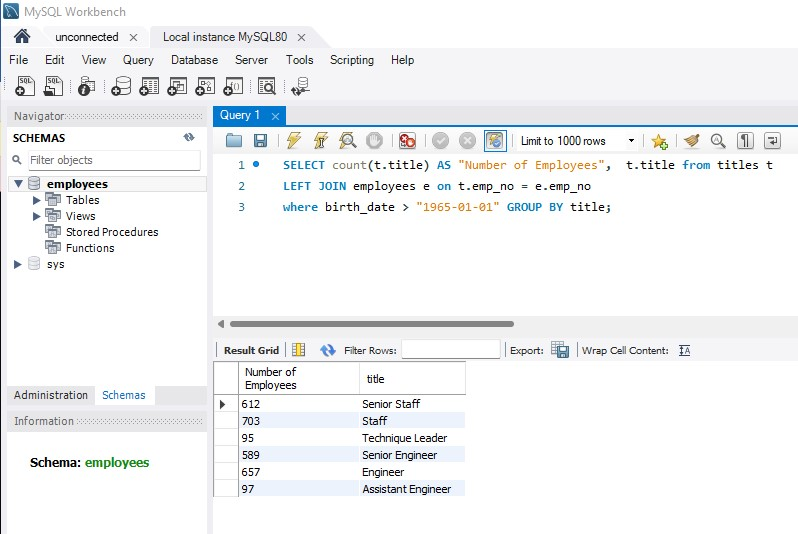 MySQL Workbench
unconnected × Local instance MySQL80 ×
File Edit View Query Database Server Tools Scripting Help
SQL SQL
Navigator
Query 1 ×
SCHEMAS
Limit to 1000 rows
Filter objects
1 SELECT count(t.title) AS "Number of Employees", t.title from titles t
2 LEFT JOIN employees e on t.emp_no = e.emp_no
3 where birth_date > "1965-01-01" GROUP BY title;
employees
Tables
Views
Stored Procedures
Functions
sys
Result Grid Filter Rows: Export: Wrap Cell Content: IA
Number of Employees title
612 Senior Staff
703 Staff
95 Technique Leader
589 Senior Engineer
657 Engineer
97 Assistant Engineer
Administration Schemas
Information
Schema: employees